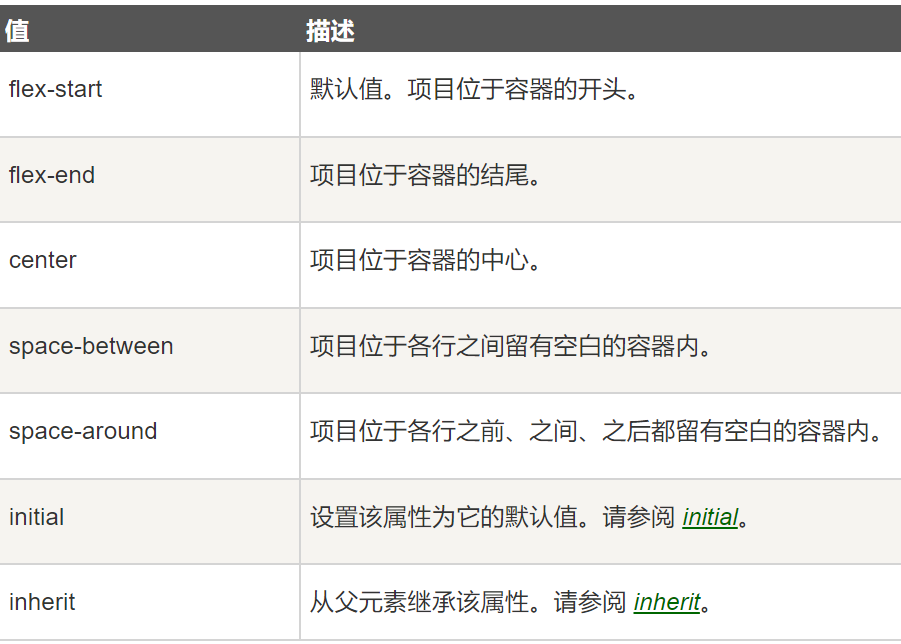 值 描述
flex-start 默认值。项目位于容器的开头。
flex-end 项目位于容器的结尾。
center 项目位于容器的中心。
space-between 项目位于各行之间留有空白的容器内。
space-around 项目位于各行之前、之间、之后都留有空白的容器内。
initial 设置该属性为它的默认值。请参阅 initial。
inherit 从父元素继承该属性。请参阅 inherit。